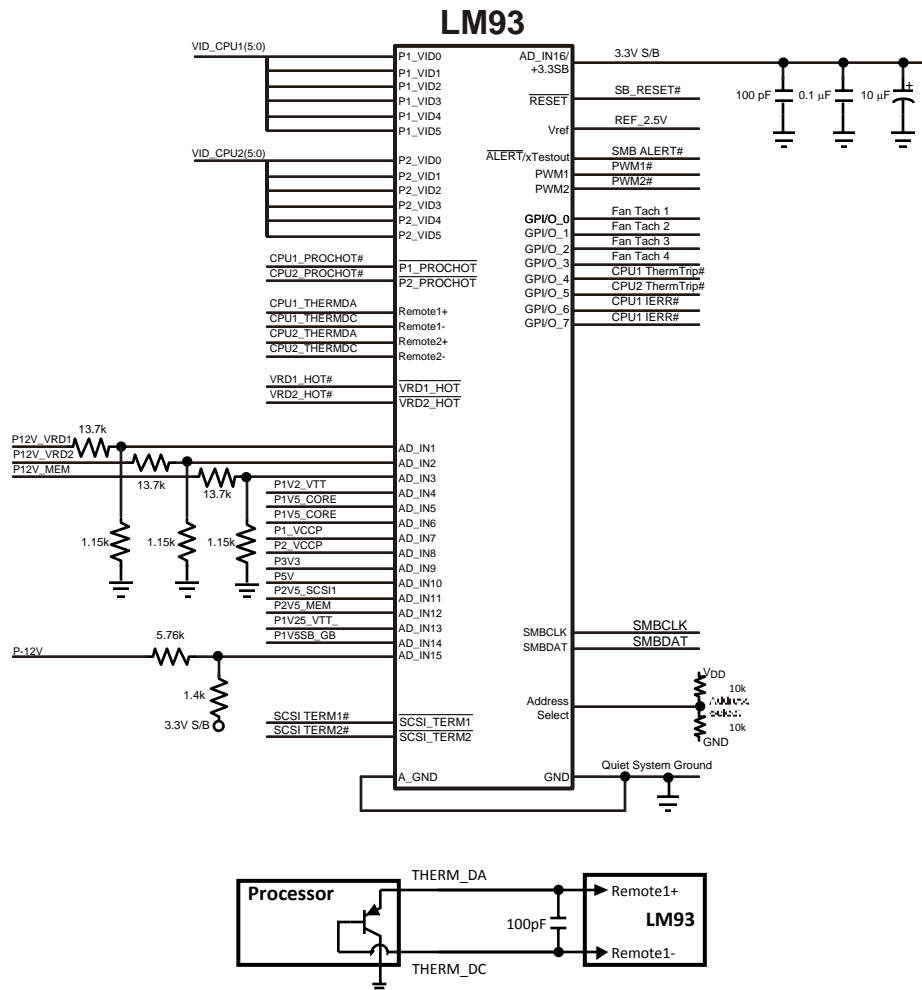 LM93
VID_CPU1(5:0)
P1_VID0
P1_VID1
P1_VID2
P1_VID3
P1_VID4
P1_VID5
VID_CPU2(5:0)
P2_VID0
P2_VID1
P2_VID2
P2_VID3
P2_VID4
P2_VID5
CPU1_PROCHOT#
P1_PROCHOT
CPU2_PROCHOT#
P2_PROCHOT
CPU1_THERMDA
Remote1+
CPU1_THERMDC
Remote1-
CPU2_THERMDA
Remote2+
CPU2_THERMDC
Remote2-
VRD1_HOT#
VRD1_HOT
VRD2_HOT#
VRD2_HOT
P12V_VRD1
13.7k
AD_IN1
P12V_VRD2
13.7k
AD_IN2
P12V_MEM
13.7k
AD_IN3
1.15k
1.15k
1.15k
P1V2_VTT
AD_IN4
P1V5_CORE
AD_IN5
P1V5_CORE
AD_IN6
P1_VCCP
AD_IN7
P2_VCCP
AD_IN8
P3V3
AD_IN9
P5V
AD_IN10
P2V5_SCSI1
AD_IN11
P2V5_MEM
AD_IN12
P1V25_VTT_
AD_IN13
P1V5SB_GB
AD_IN14
P-12V
5.76k
AD_IN15
1.4k
3.3V S/B
SCSI TERM1#
SCSI_TERM1
SCSI TERM2#
SCSI_TERM2
A_GND
AD_IN16/
+3.3SB
3.3V S/B
100 pF
0.1 µF
10 µF
+
RESET
SB_RESET#
Vref
REF_2.5V
ALERT/xTestout
SMB ALERT#
PWM1
PWM1#
PWM2
PWM2#
GPI/O_0
Fan Tach 1
GPI/O_1
Fan Tach 2
GPI/O_2
Fan Tach 3
GPI/O_3
Fan Tach 4
GPI/O_4
CPU1 ThermTrip#
GPI/O_5
CPU2 ThermTrip#
GPI/O_6
CPU1 IERR#
GPI/O_7
CPU1 IERR#
SMBCLK
SMBCLK
SMBDAT
SMBDAT
Address
Select
VDD
10k
10k
GND
GND
Quiet System Ground
Processor
THERM_DA
THERM_DC
100pF
Remote1+
LM93
Remote1-